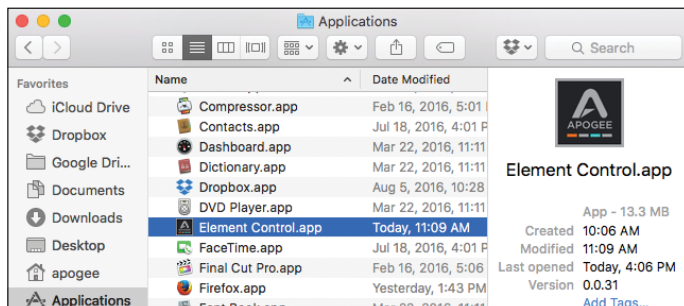 Applications
Search
Favorites
iCloud Drive
Dropbox
Google Dri...
Documents
Downloads
Desktop
apogee
Applications
Name
Date Modified
Compressor.app Feb 16, 2016, 5:01
Contacts.app Jul 18, 2016, 4:01 P
Dashboard.app Mar 22, 2016, 11:11
Dictionary.app Mar 22, 2016, 11:11
Dropbox.app Aug 5, 2016, 10:28
DVD Player.app Mar 22, 2016, 11:11
Element Control.app Today, 11:09 AM
FaceTime.app Jul 18, 2016, 4:01 P
Final Cut Pro.app Feb 16, 2016, 5:06
Firefox.app Yesterday, 1:43 PM
APOGEE
Element Control.app
App - 13.3 MB
Created 10:06 AM
Modified 11:09 AM
Last opened Today, 4:06 PM
Version 0.0.31
Add Tags...